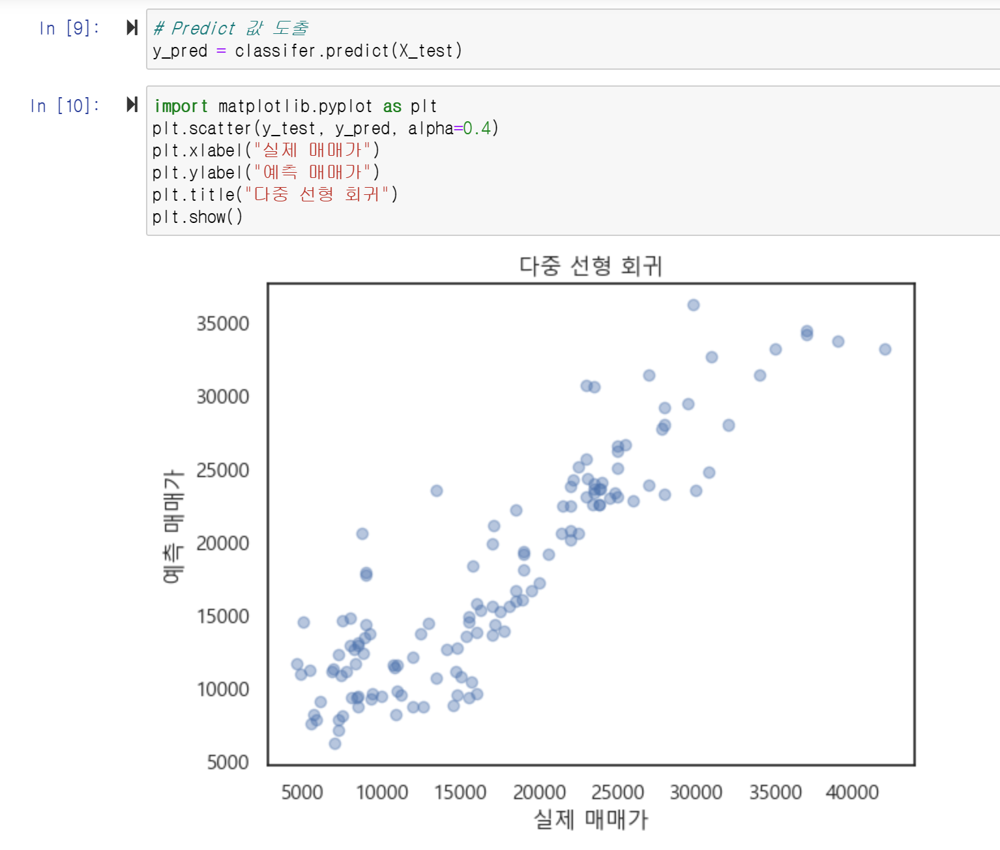 In [9]:
# Predict 값 도출
y_pred = classifer.predict(X_test)
In [10]:
import matplotlib.pyplot as plt
plt.scatter(y_test, y_pred, alpha=0.4)
plt.xlabel("실제 매매가")
plt.ylabel("예측 매매가")
plt.title("다중 선형 회귀")
plt.show()
다중 선형 회귀
35000
30000
25000
20000
15000
10000
5000
예측 매매가
5000 10000 15000 20000 25000 30000 35000 40000
실제 매매가